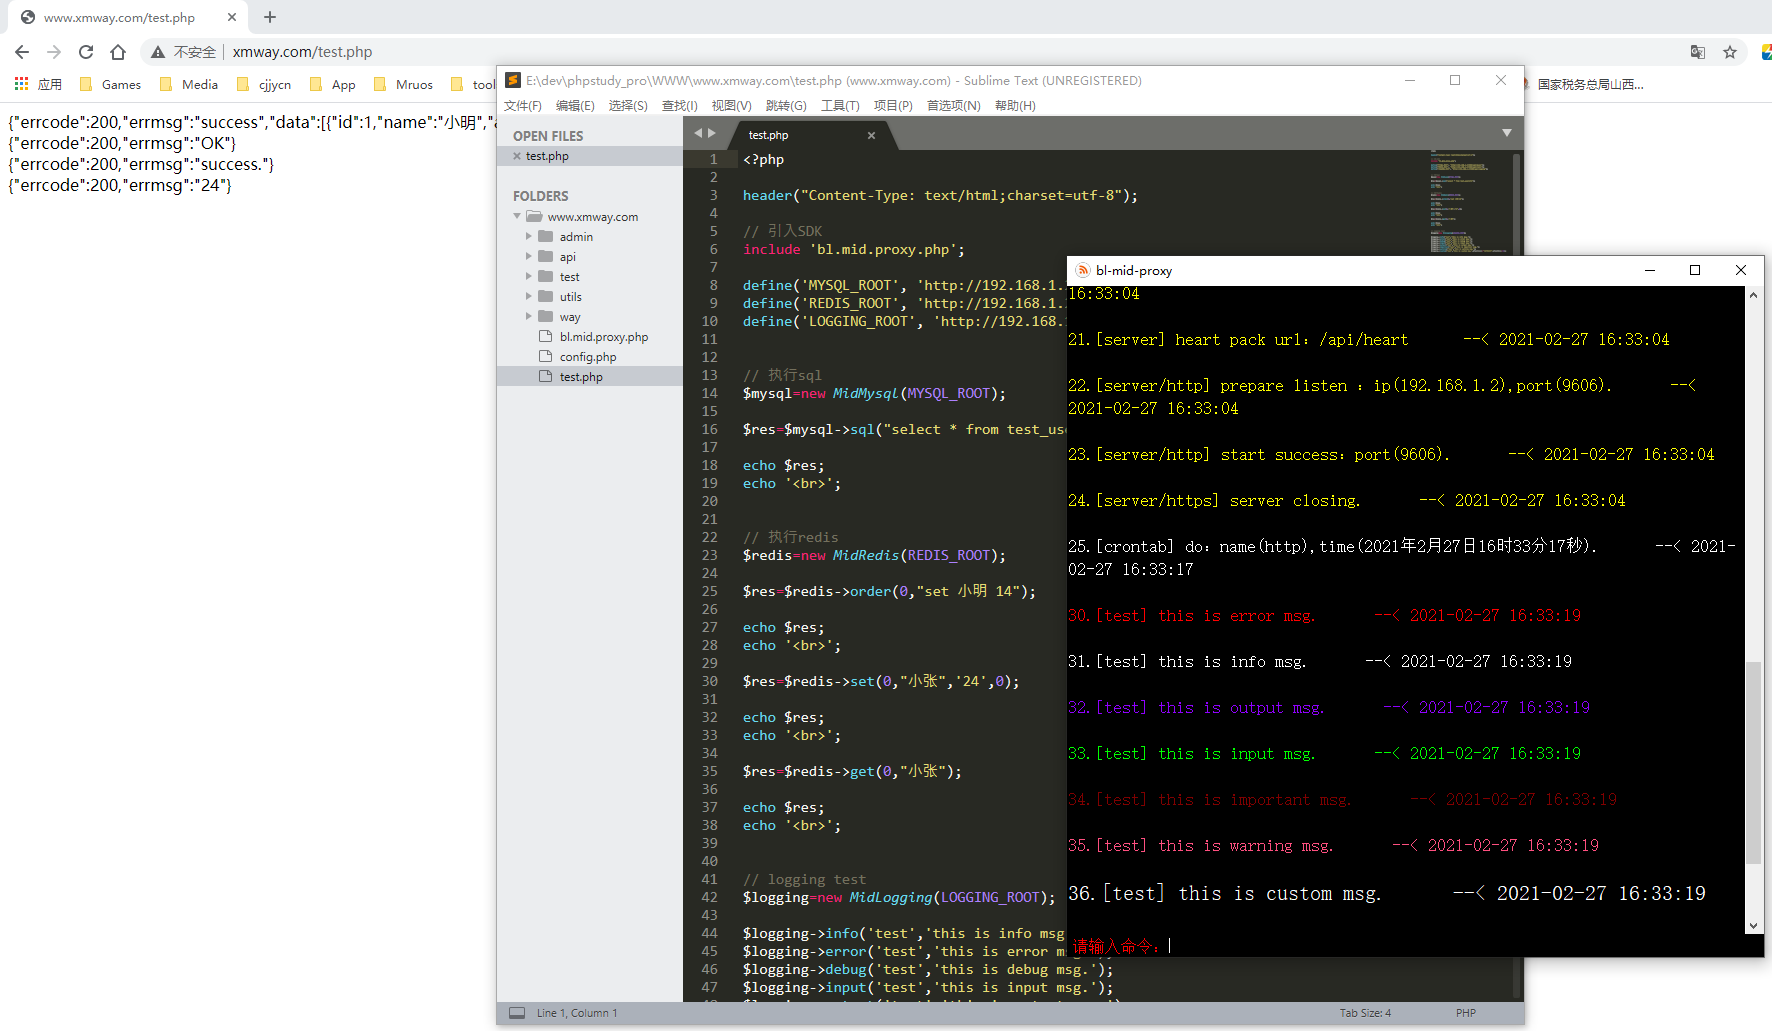 www.xmway.com/test.php
不安全 xmway.com/test.php
应用 Games Media cjjycn App Mruos tool
国家税务总局山西...
{"errcode":200,"errmsg":"success","data":[{"id":1,"name":"小明","a
{"errcode":200,"errmsg":"OK"}
{"errcode":200,"errmsg":"success."}
{"errcode":200,"errmsg":"24"}
E:\dev\phpstudy_pro\WWW\www.xmway.com\test.php (www.xmway.com) - Sublime Text (UNREGISTERED)
文件(F) 编辑(E) 选择(S) 查找(I) 视图(V) 跳转(G) 工具(T) 项目(P) 首选项(N) 帮助(H)
OPEN FILES
test.php
FOLDERS
www.xmway.com
admin
api
test
utils
way
bl.mid.proxy.php
config.php
test.php
test.php
1 <?php
2
3 header("Content-Type: text/html;charset=utf-8");
4
5 // 引入SDK
6 include 'bl.mid.proxy.php';
7
8 define('MYSQL_ROOT', 'http://192.168.1.
9 define('REDIS_ROOT', 'http://192.168.1.
10 define('LOGGING_ROOT', 'http://192.168.
11
12
13 // 执行sql
14 $mysql=new MidMysql(MYSQL_ROOT);
15
16 $res=$mysql->sql("select * from test_us
17
18 echo $res;
19 echo '<br>';
20
21
22 // 执行redis
23 $redis=new MidRedis(REDIS_ROOT);
24
25 $res=$redis->order(0,"set 小明 14");
26
27 echo $res;
28 echo '<br>';
29
30 $res=$redis->set(0,"小张",'24',0);
31
32 echo $res;
33 echo '<br>';
34
35 $res=$redis->get(0,"小张");
36
37 echo $res;
38 echo '<br>';
39
40
41 // logging test
42 $logging=new MidLogging(LOGGING_ROOT);
43
44 $logging->info('test','this is info msg
45 $logging->error('test','this is error m
46 $logging->debug('test','this is debug msg.');
47 $logging->input('test','this is input msg.');
Line 1, Column 1
Tab Size: 4
PHP
bl-mid-proxy
16:33:04
21.[server] heart pack url：/api/heart --< 2021-02-27 16:33:04
22.[server/http] prepare listen ：ip(192.168.1.2),port(9606). --<
2021-02-27 16:33:04
23.[server/http] start success：port(9606). --< 2021-02-27 16:33:04
24.[server/https] server closing. --< 2021-02-27 16:33:04
25.[crontab] do：name(http),time(2021年2月27日16时33分17秒). --< 2021-
02-27 16:33:17
30.[test] this is error msg. --< 2021-02-27 16:33:19
31.[test] this is info msg. --< 2021-02-27 16:33:19
32.[test] this is output msg. --< 2021-02-27 16:33:19
33.[test] this is input msg. --< 2021-02-27 16:33:19
34.[test] this is important msg. --< 2021-02-27 16:33:19
35.[test] this is warning msg. --< 2021-02-27 16:33:19
36.[test] this is custom msg. --< 2021-02-27 16:33:19
请输入命令：